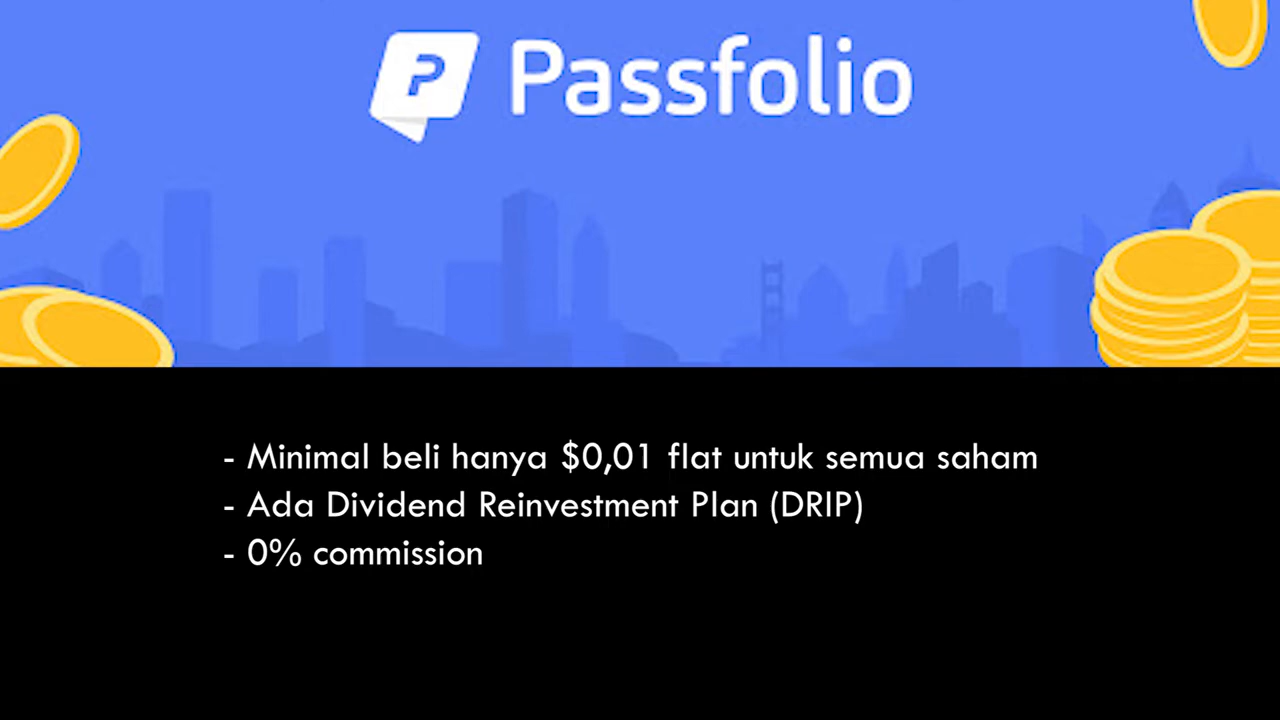 Passfolio
- Minimal beli hanya $0,01 flat untuk semua saham
- Ada Dividend Reinvestment Plan (DRIP)
- 0% commission